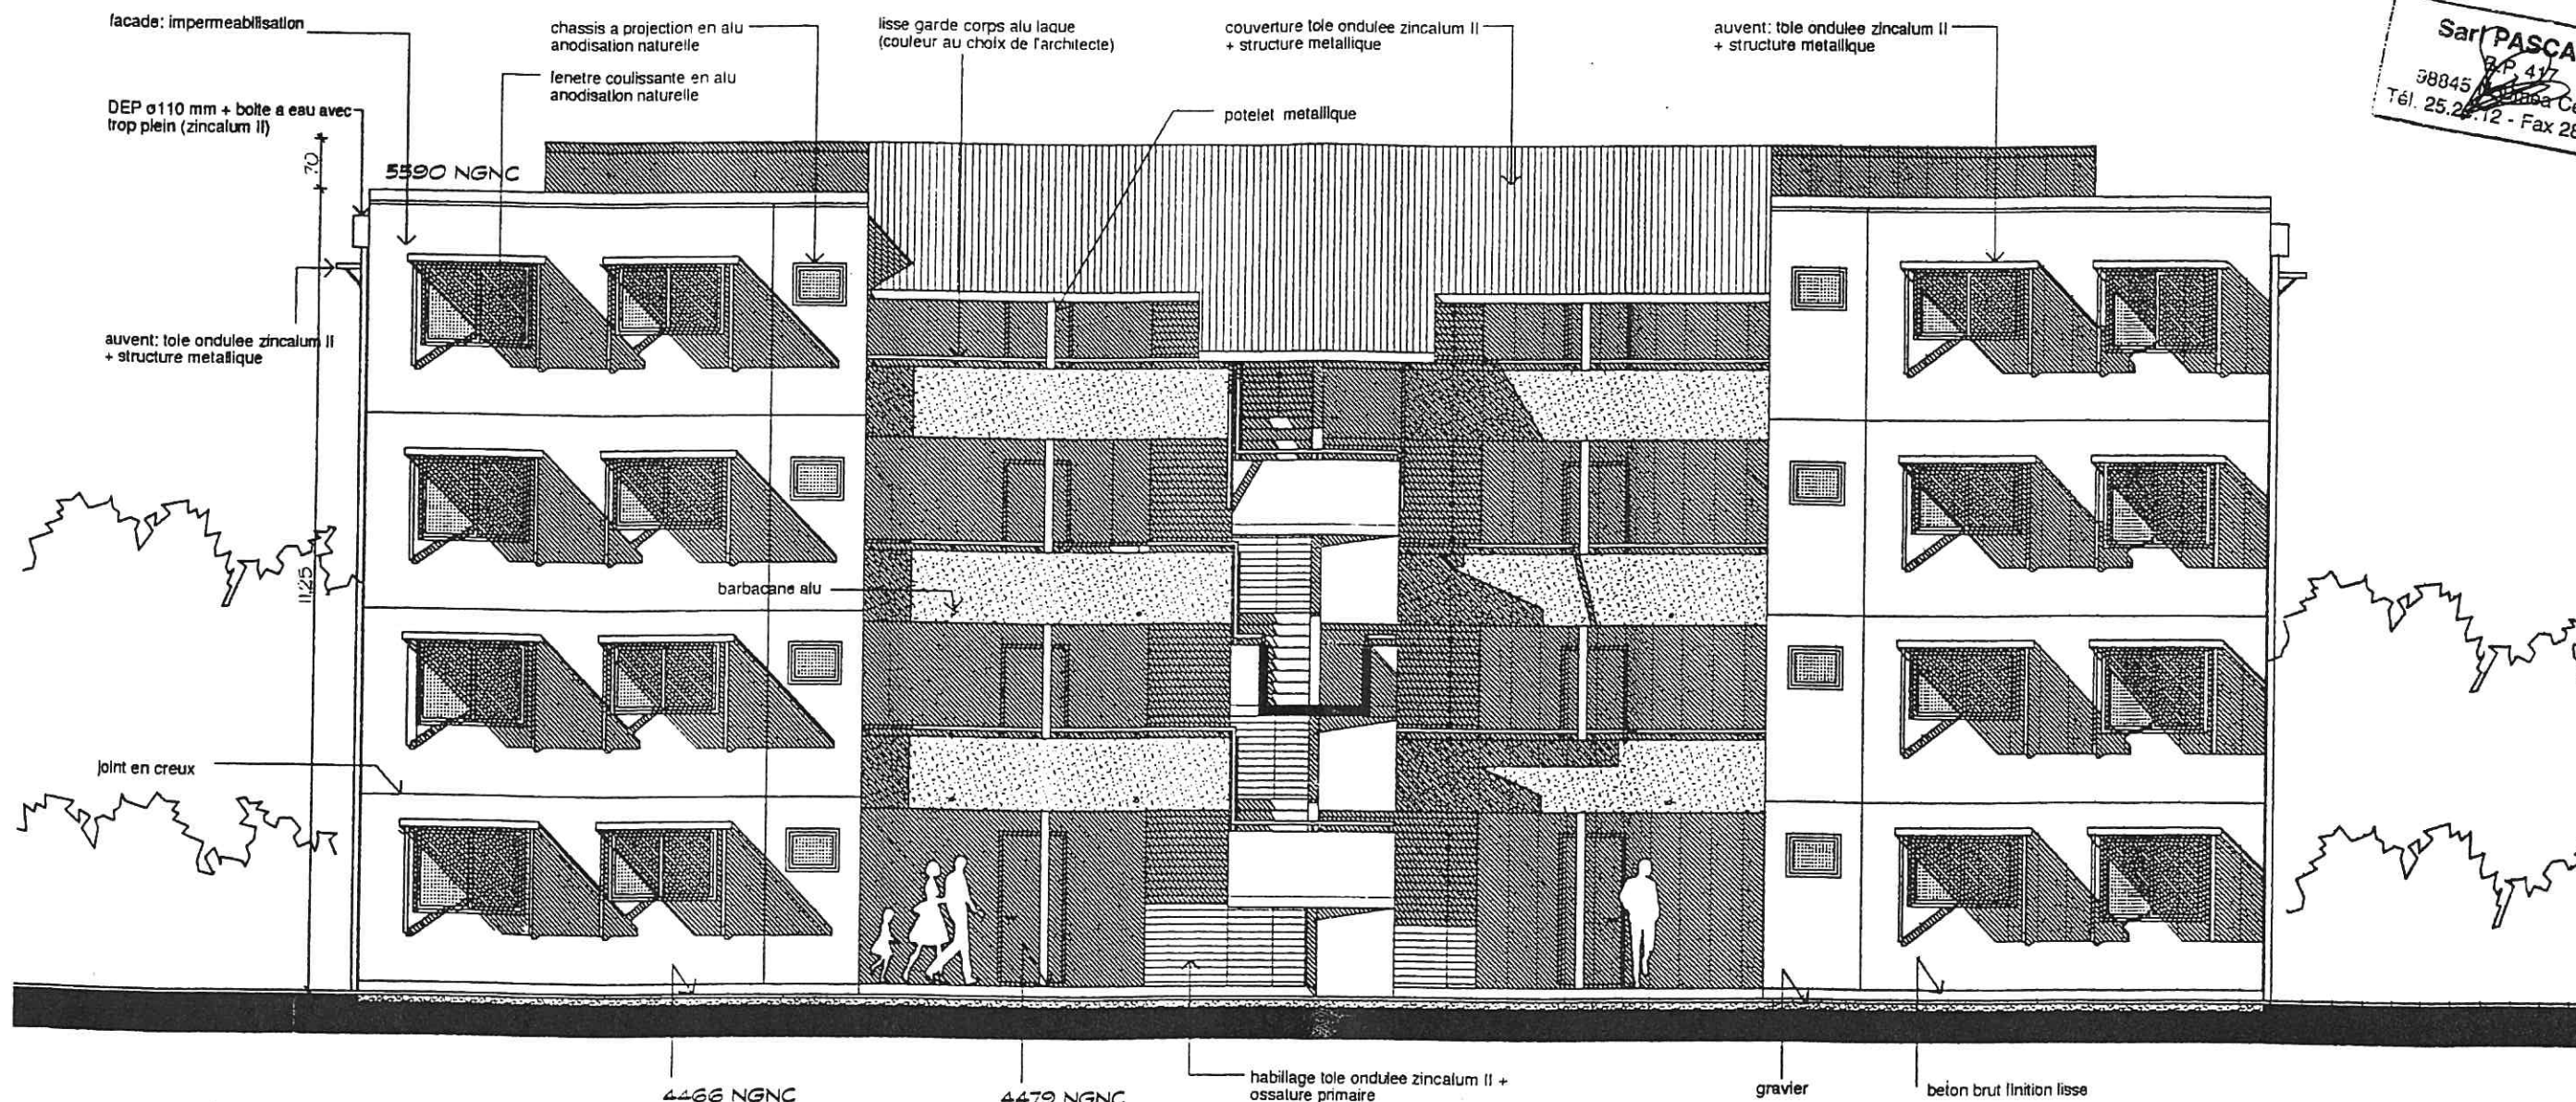 facade: impermeabilisation
chassis a projection en alu
anodisation naturelle
lisse garde corps alu laque
(couleur au choix de l'architecte)
couverture tole ondulee zincalum II
+ structure metallique
auvent: tole ondulee zincalum II
+ structure metallique
Sarl PASCA
B.P. 417
98845
Tél. 25.2 .12 - Fax 28
fenetre coulissante en alu
anodisation naturelle
DEP ø110 mm + boite a eau avec
trop plein (zincalum II)
potelet metallique
70
5590 NGNC
auvent: tole ondulee zincalum II
+ structure metallique
11.25
barbacane alu
joint en creux
4466 NGNC
4479 NGNC
habillage tole ondulee zincalum II +
ossature primaire
gravier
beton brut finition lisse